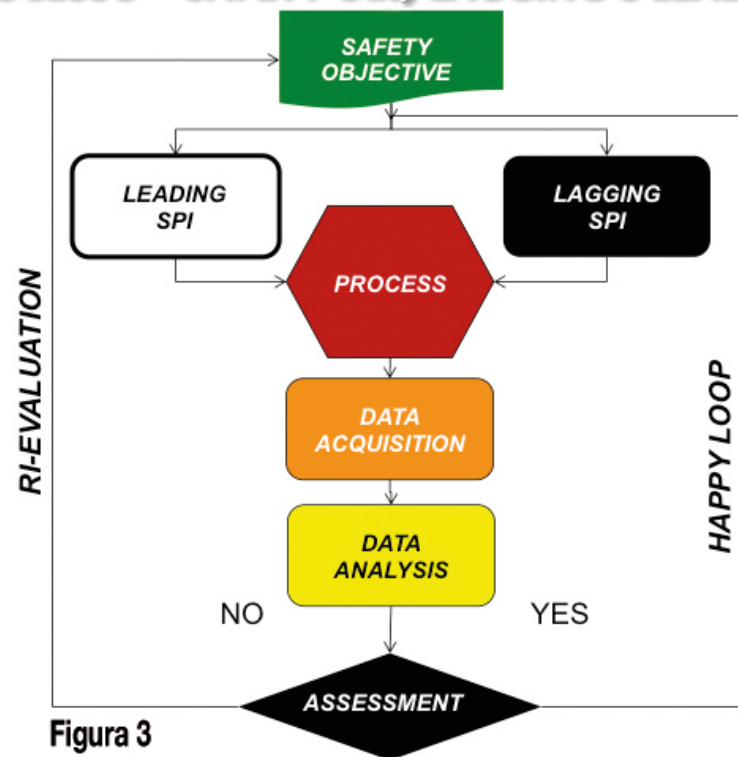 SAFETY
OBJECTIVE
LEADING
SPI
LAGGING
SPI
PROCESS
RI-EVALUATION
HAPPY LOOP
DATA
ACQUISITION
DATA
ANALYSIS
NO
YES
ASSESSMENT
Figura 3